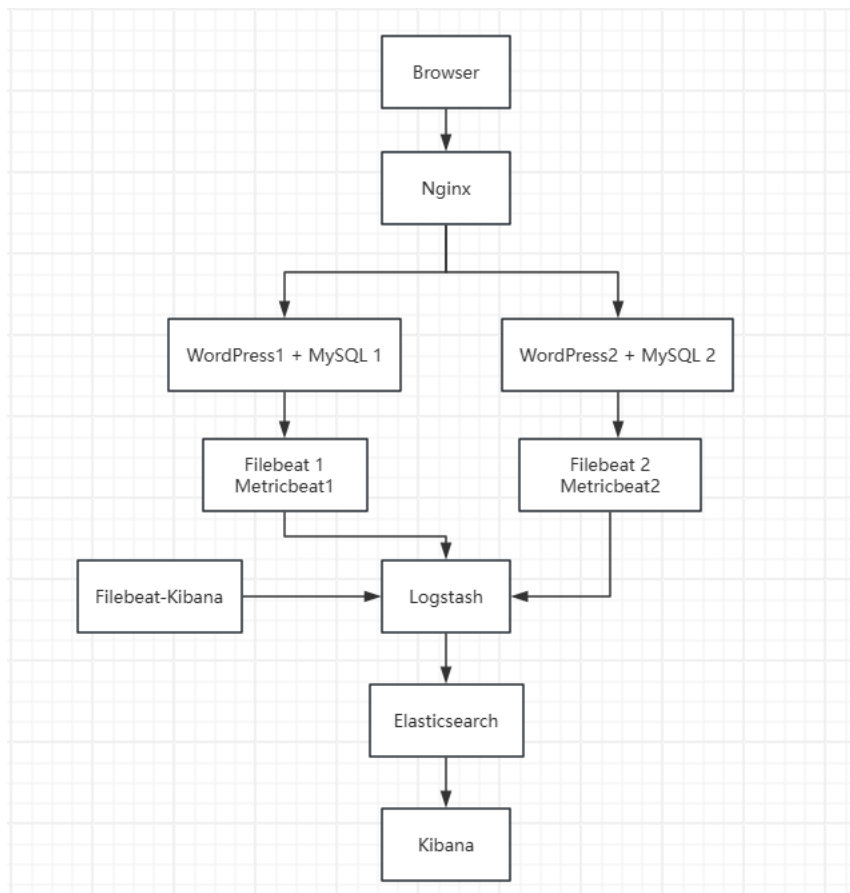 Browser
Nginx
WordPress1 + MySQL 1
WordPress2 + MySQL 2
Filebeat 1
Metricbeat1
Filebeat 2
Metricbeat2
Filebeat-Kibana
Logstash
Elasticsearch
Kibana